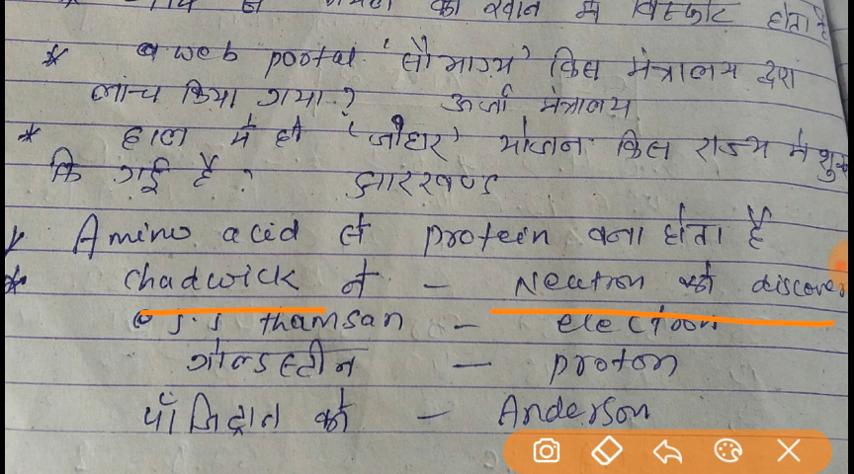 की खान में विस्फोट होता है
* web portal 'सौभाग्य' किस मंत्रालय द्वारा
लांच किया गया? ऊर्जा मंत्रालय
* हाल में ही 'जोहार' योजना किस राज्य में शुरू
कि गई है? झारखण्ड
Amino acid से protein बना होता है
* Chadwick ने - Neutron को discover
J.J thamsan - electron
गोल्डस्टीन - proton
पॉजिट्रान को - Anderson